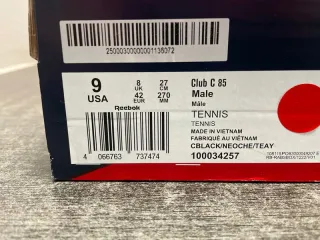 25000300000001136072
9
USA
8
UK
27
CM
42
EUR
270
MM
Reebok
4 066763 737474
Club C 85
Male
Mâle
TENNIS
TENNIS
MADE IN VIETNAM
FABRIQUÉ AU VIÊTNAM
CBLACK/NEOCHE/TEAY
100034257